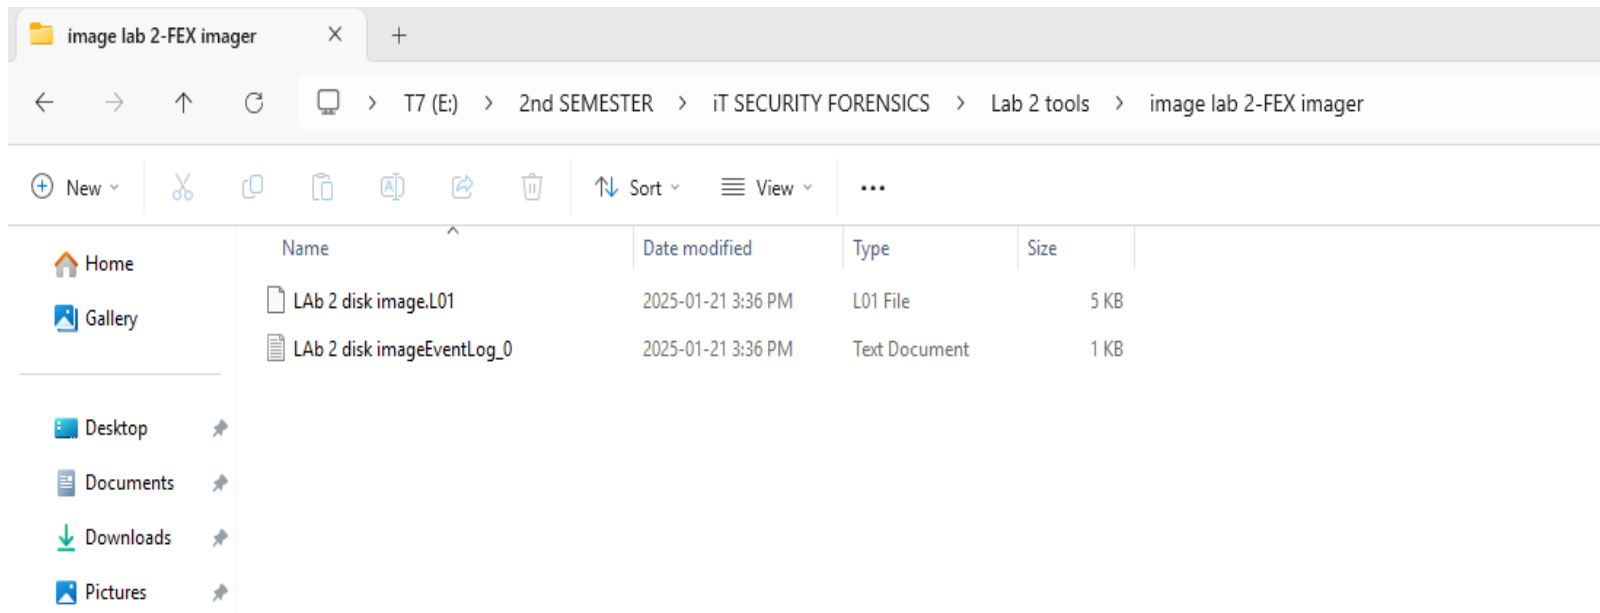 image lab 2-FEX imager
T7 (E:) > 2nd SEMESTER > iT SECURITY FORENSICS > Lab 2 tools > image lab 2-FEX imager
New Sort View ...
Name Date modified Type Size
LAb 2 disk image.L01 2025-01-21 3:36 PM L01 File 5 KB
LAb 2 disk imageEventLog_0 2025-01-21 3:36 PM Text Document 1 KB
Home
Gallery
Desktop
Documents
Downloads
Pictures